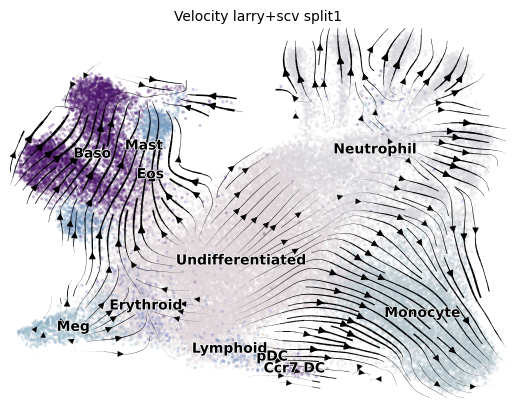 Velocity larry+scv split1
Baso
Mast
Eos
Neutrophil
Undifferentiated
Erythroid
Meg
Monocyte
Lymphoid
pDC
Ccr7 DC